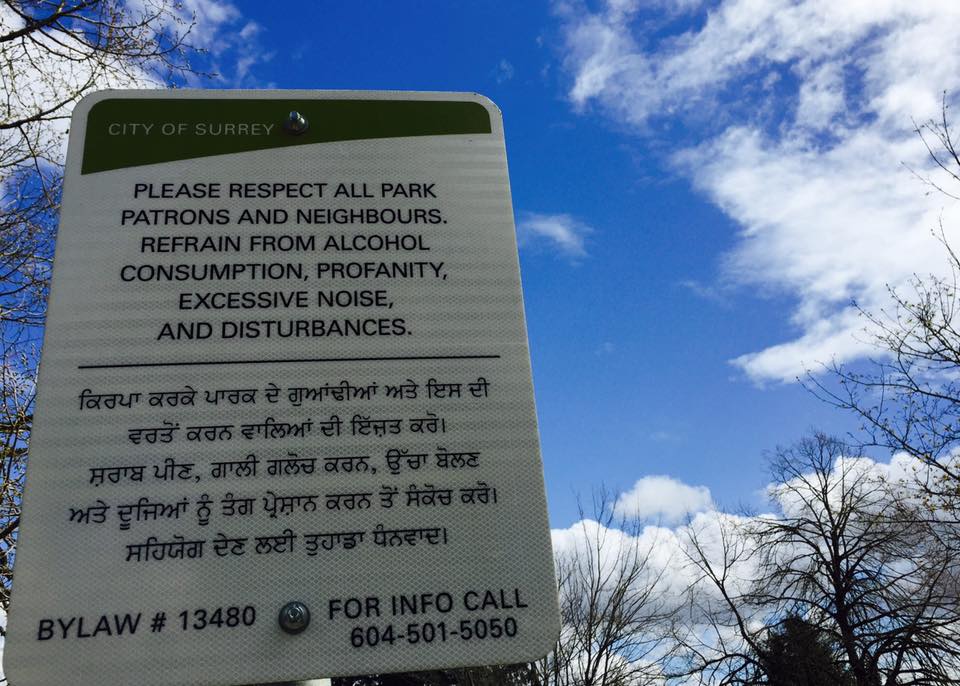 CITY OF SURREY
PLEASE RESPECT ALL PARK
PATRONS AND NEIGHBOURS.
REFRAIN FROM ALCOHOL
CONSUMPTION, PROFANITY,
EXCESSIVE NOISE,
AND DISTURBANCES.
ਕਿਰਪਾ ਕਰਕੇ ਪਾਰਕ ਦੇ ਗੁਆਂਢੀਆਂ ਅਤੇ ਇਸ ਦੀ
ਵਰਤੋਂ ਕਰਨ ਵਾਲਿਆਂ ਦੀ ਇੱਜ਼ਤ ਕਰੋ।
ਸ਼ਰਾਬ ਪੀਣ, ਗਾਲੀ ਗਲੋਚ ਕਰਨ, ਉੱਚਾ ਬੋਲਣ
ਅਤੇ ਦੂਜਿਆਂ ਨੂੰ ਤੰਗ ਪ੍ਰੇਸ਼ਾਨ ਕਰਨ ਤੋਂ ਸੰਕੋਚ ਕਰੋ।
ਸਹਿਯੋਗ ਦੇਣ ਲਈ ਤੁਹਾਡਾ ਧੰਨਵਾਦ।
BYLAW # 13480
FOR INFO CALL
604-501-5050